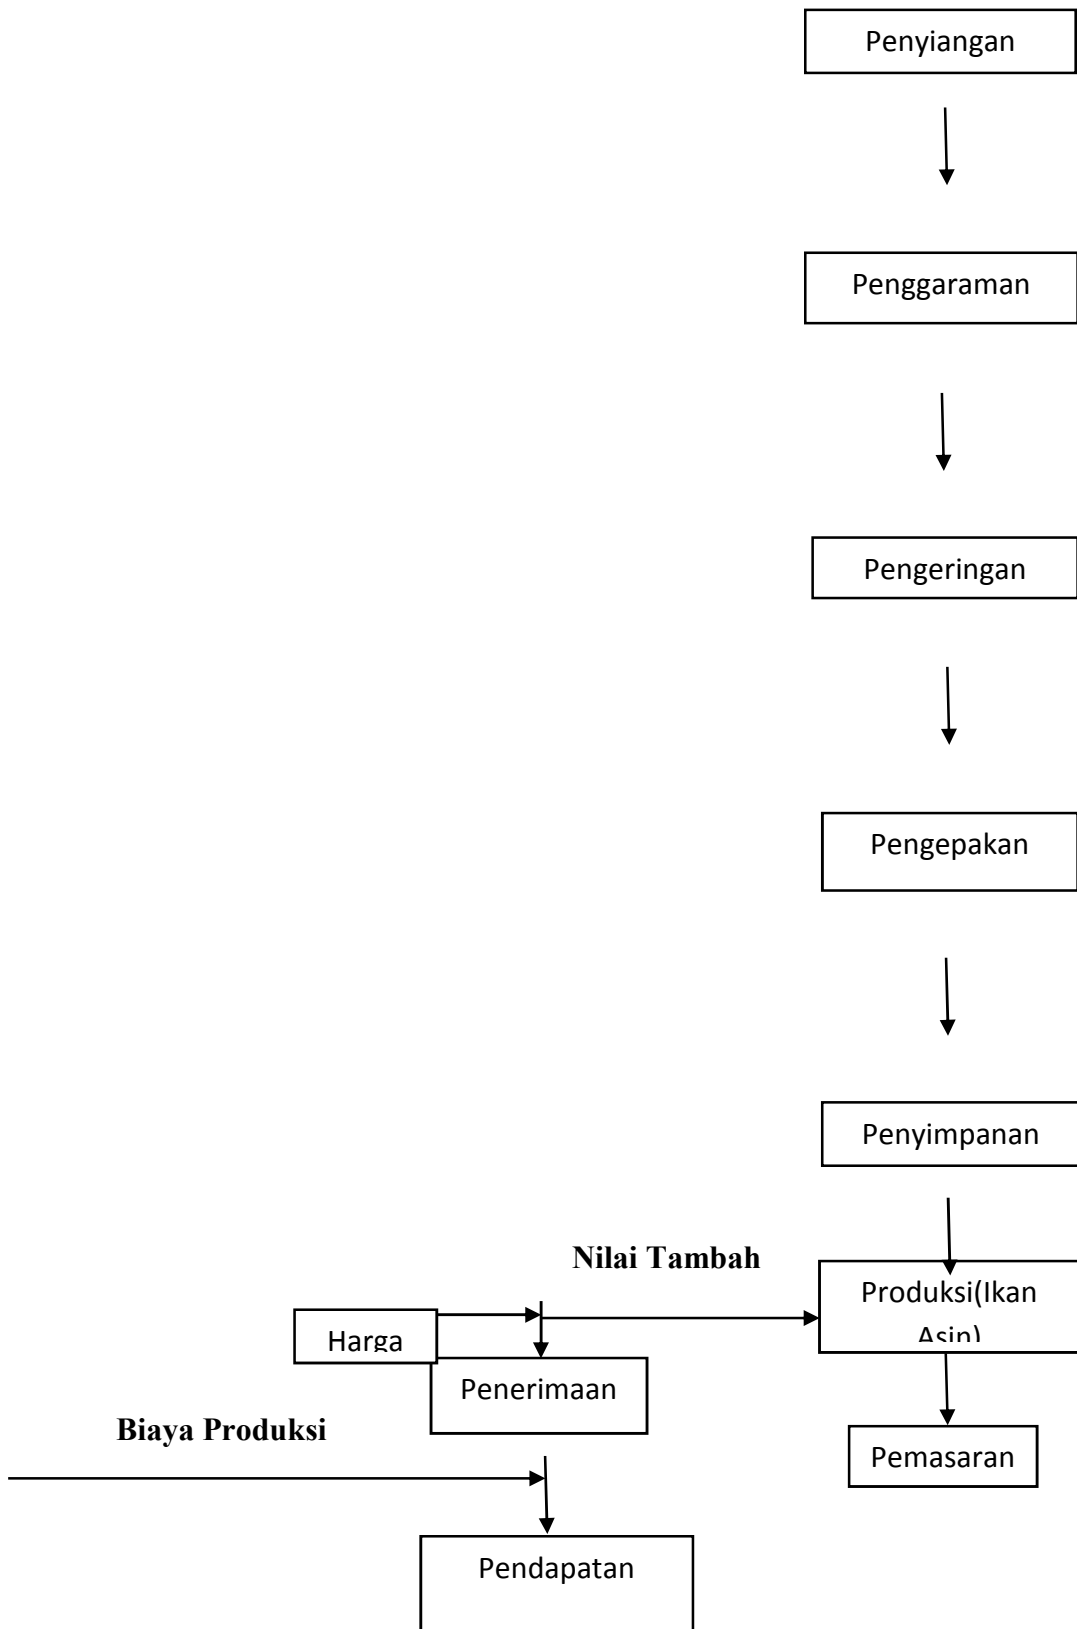 Penyiangan
Penggaraman
Pengeringan
Pengepakan
Penyimpanan
Nilai Tambah
Produksi(Ikan
Asin)
Harga
Penerimaan
Biaya Produksi
Pemasaran
Pendapatan